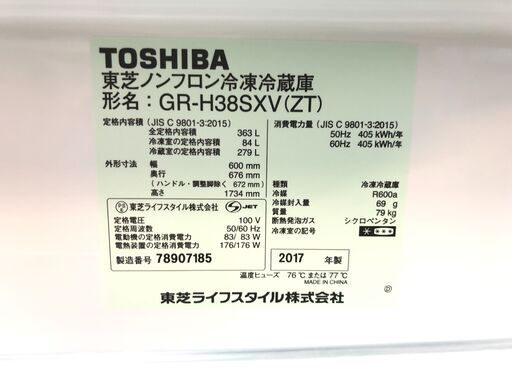 TOSHIBA
東芝ノンフロン冷凍冷蔵庫
形名：GR-H38SXV(ZT)
定格内容積（JIS C 9801-3:2015）
全定格内容積 363 L
冷凍室の定格内容積 84 L
冷蔵室の定格内容積 279 L
外形寸法 幅 600 mm
奥行 676 mm
（ハンドル・調整脚除く 672 mm）
高さ 1734 mm
消費電力量（JIS C 9801-3:2015）
50Hz 405 kWh/年
60Hz 405 kWh/年
種類 冷凍冷蔵庫
冷媒 R600a
冷媒封入量 69 g
質量 79 kg
断熱発泡ガス シクロペンタン
冷凍室の記号
東芝ライフスタイル株式会社 JET
定格電圧 100 V
定格周波数 50/60 Hz
電動機の定格消費電力 83/ 83 W
電熱装置の定格消費電力 176/176 W
製造番号 78907185
2017 年製
温度ヒューズ 76℃ または 77℃
MADE IN CHINA
東芝ライフスタイル株式会社
D